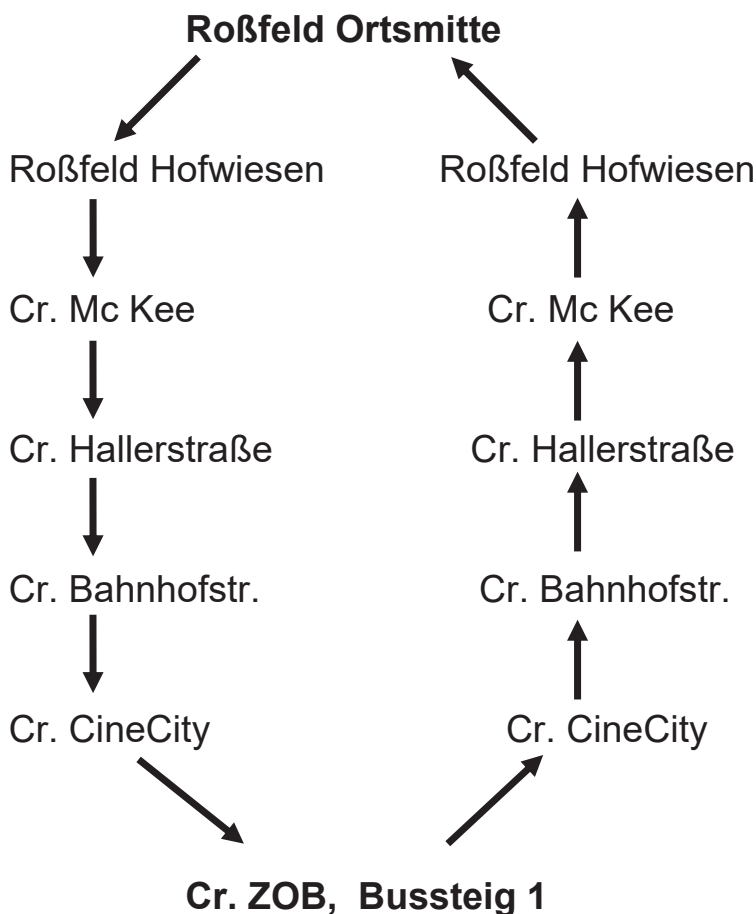 Roßfeld Ortsmitte
Roßfeld Hofwiesen Roßfeld Hofwiesen
Cr. Mc Kee Cr. Mc Kee
Cr. Hallerstraße Cr. Hallerstraße
Cr. Bahnhofstr. Cr. Bahnhofstr.
Cr. CineCity Cr. CineCity
Cr. ZOB, Bussteig 1